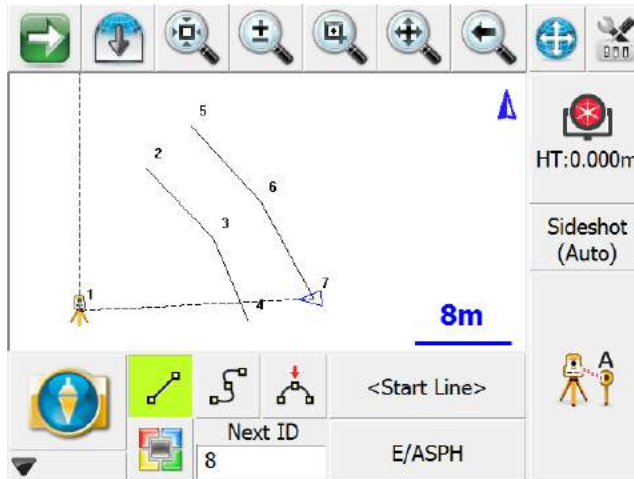 5
2
HT:0.000m
6
3
Sideshot
(Auto)
1
7
4
8m
A
<Start Line>
Next ID
8
E/ASPH